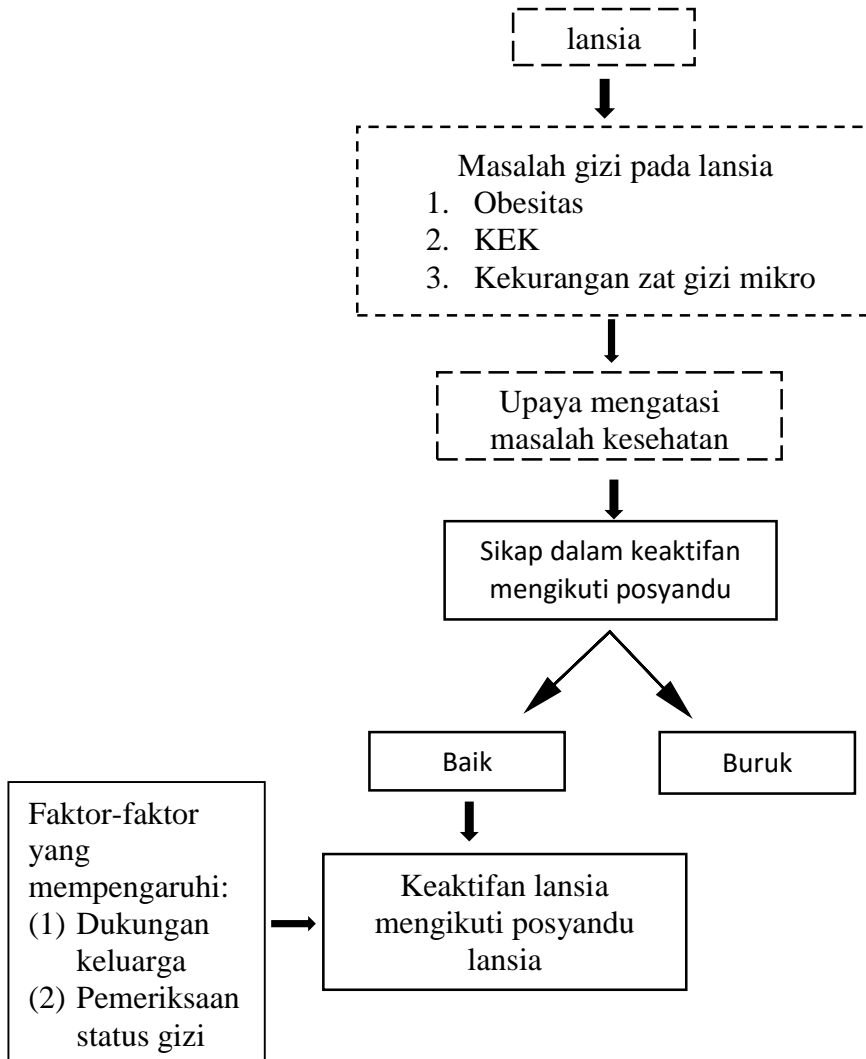 lansia
Masalah gizi pada lansia
1. Obesitas
2. KEK
3. Kekurangan zat gizi mikro
Upaya mengatasi
masalah kesehatan
Sikap dalam keaktifan
mengikuti posyandu
Baik
Buruk
Faktor-faktor
yang
mempengaruhi:
(1) Dukungan
keluarga
(2) Pemeriksaan
status gizi
Keaktifan lansia
mengikuti posyandu
lansia